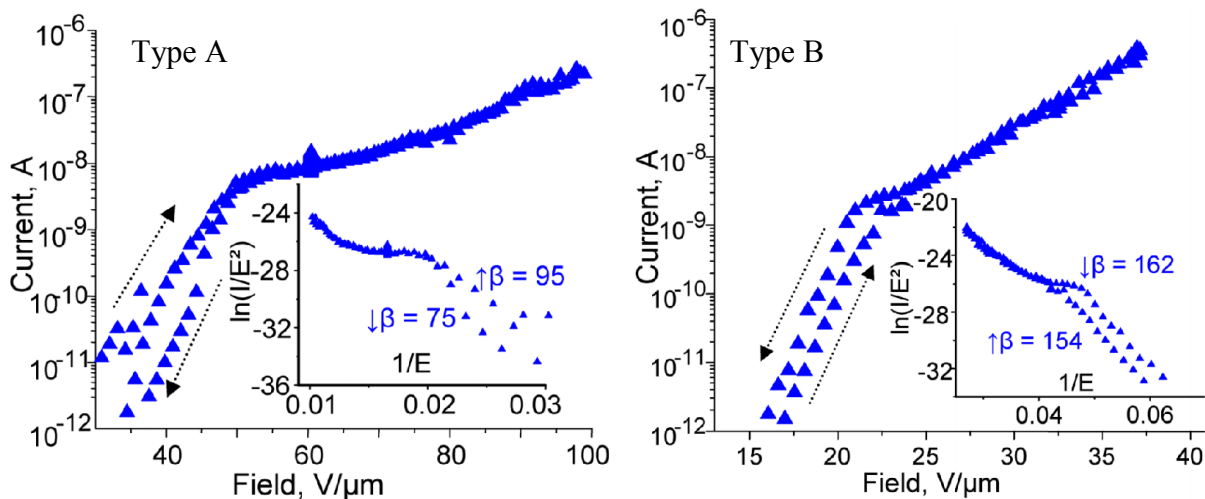 Type A
Current, A
10⁻⁶
10⁻⁷
10⁻⁸
10⁻⁹
10⁻¹⁰
10⁻¹¹
10⁻¹²
40
60
80
100
Field, V/μm
ln(I/E²)
-24
-28
-32
-36
↑β = 95
↓β = 75
1/E
0.01
0.02
0.03
Type B
Current, A
10⁻⁶
10⁻⁷
10⁻⁸
10⁻⁹
10⁻¹⁰
10⁻¹¹
10⁻¹²
15
20
25
30
35
40
Field, V/μm
ln(I/E²)
-20
-24
-28
-32
↓β = 162
↑β = 154
1/E
0.04
0.06